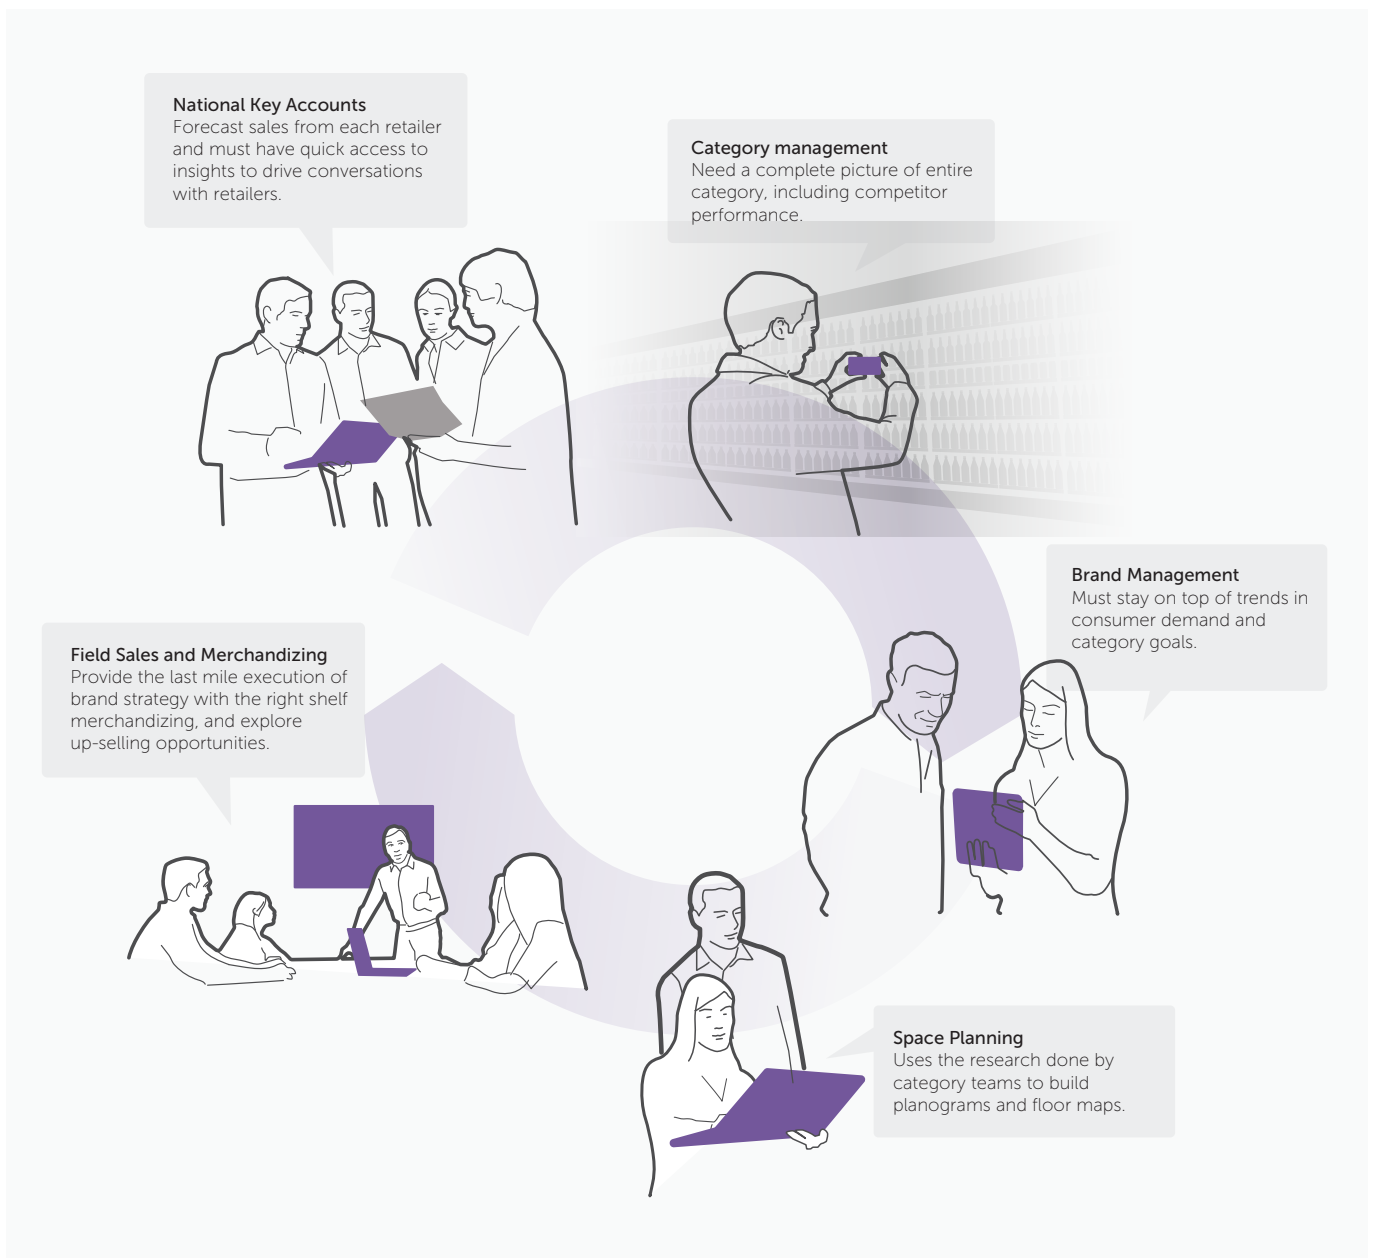 National Key Accounts
Forecast sales from each retailer
and must have quick access to
insights to drive conversations
with retailers.
Category management
Need a complete picture of entire
category, including competitor
performance.
Brand Management
Must stay on top of trends in
consumer demand and
category goals.
Field Sales and Merchandizing
Provide the last mile execution of
brand strategy with the right shelf
merchandizing, and explore
up-selling opportunities.
Space Planning
Uses the research done by
category teams to build
planograms and floor maps.